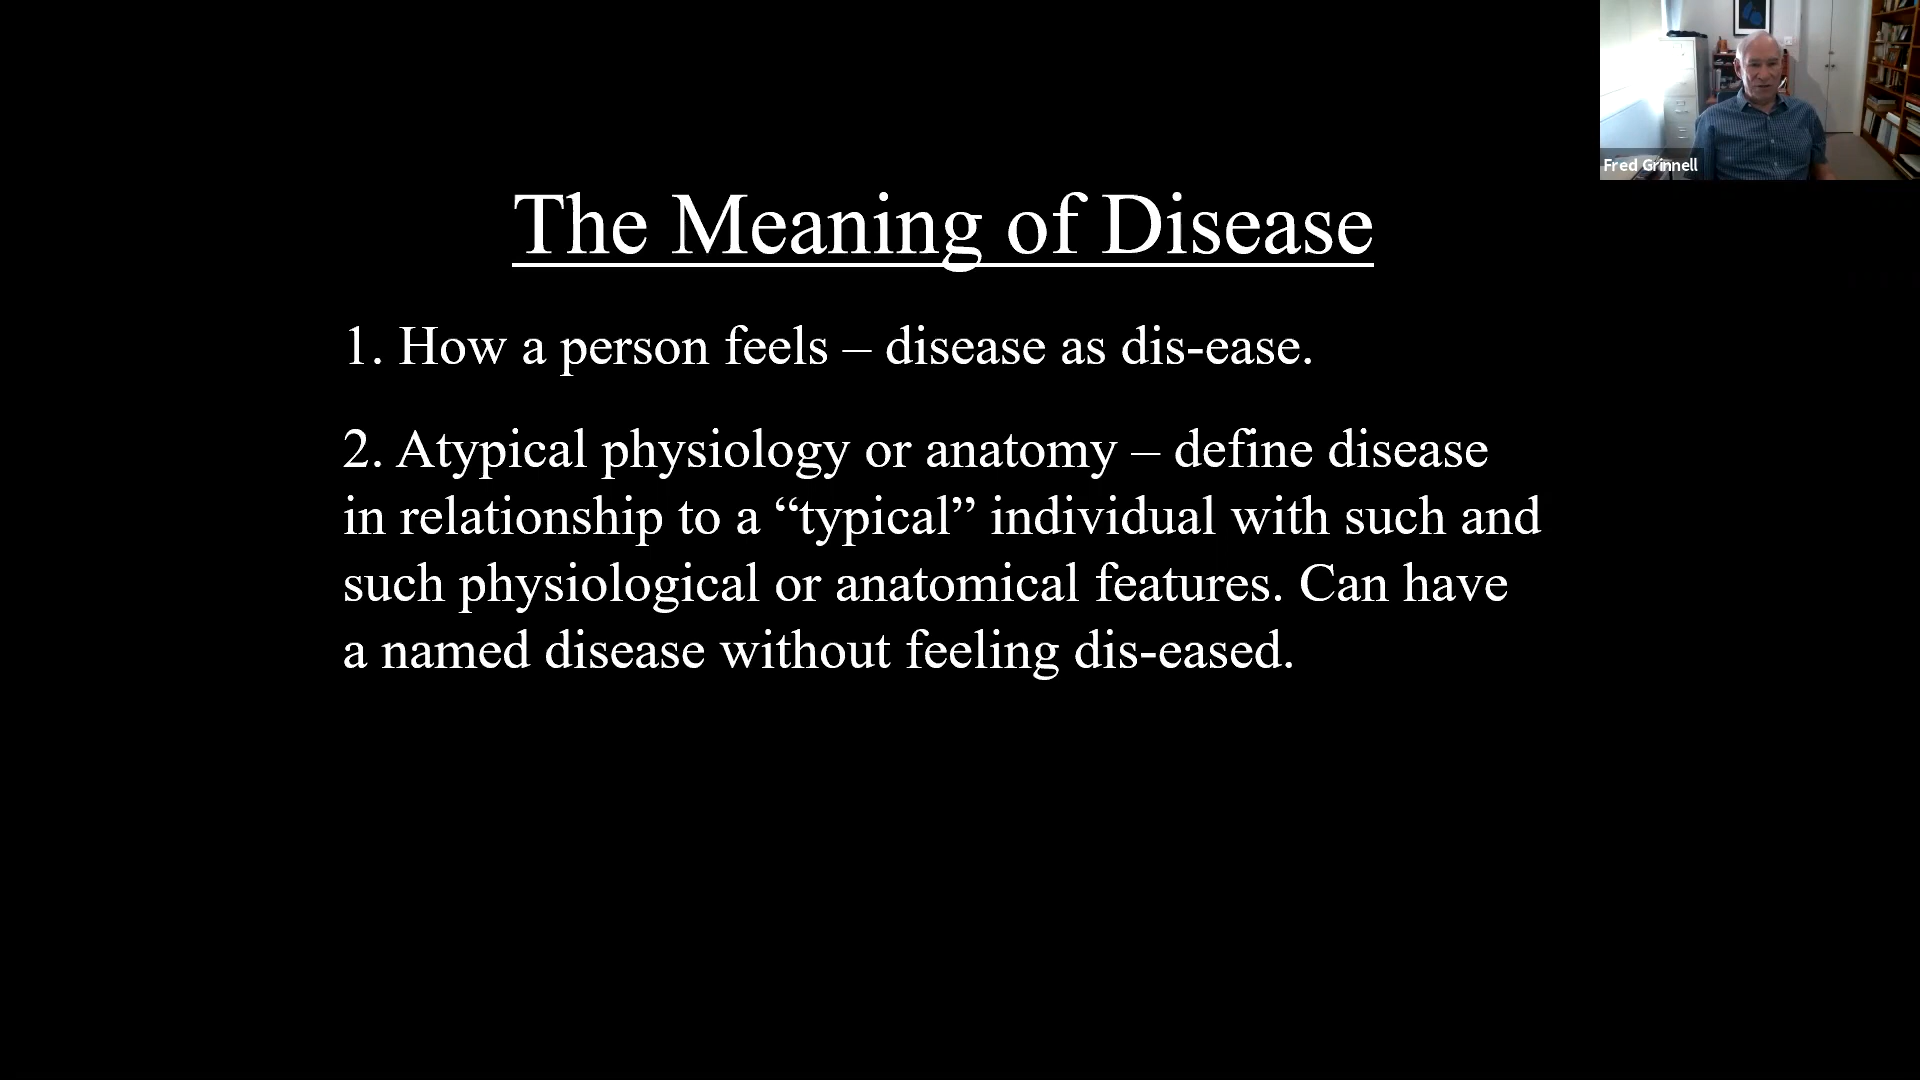 The Meaning of Disease
1. How a person feels – disease as dis-ease.
2. Atypical physiology or anatomy – define disease
in relationship to a “typical” individual with such and
such physiological or anatomical features. Can have
a named disease without feeling dis-eased.
Fred Grinnell